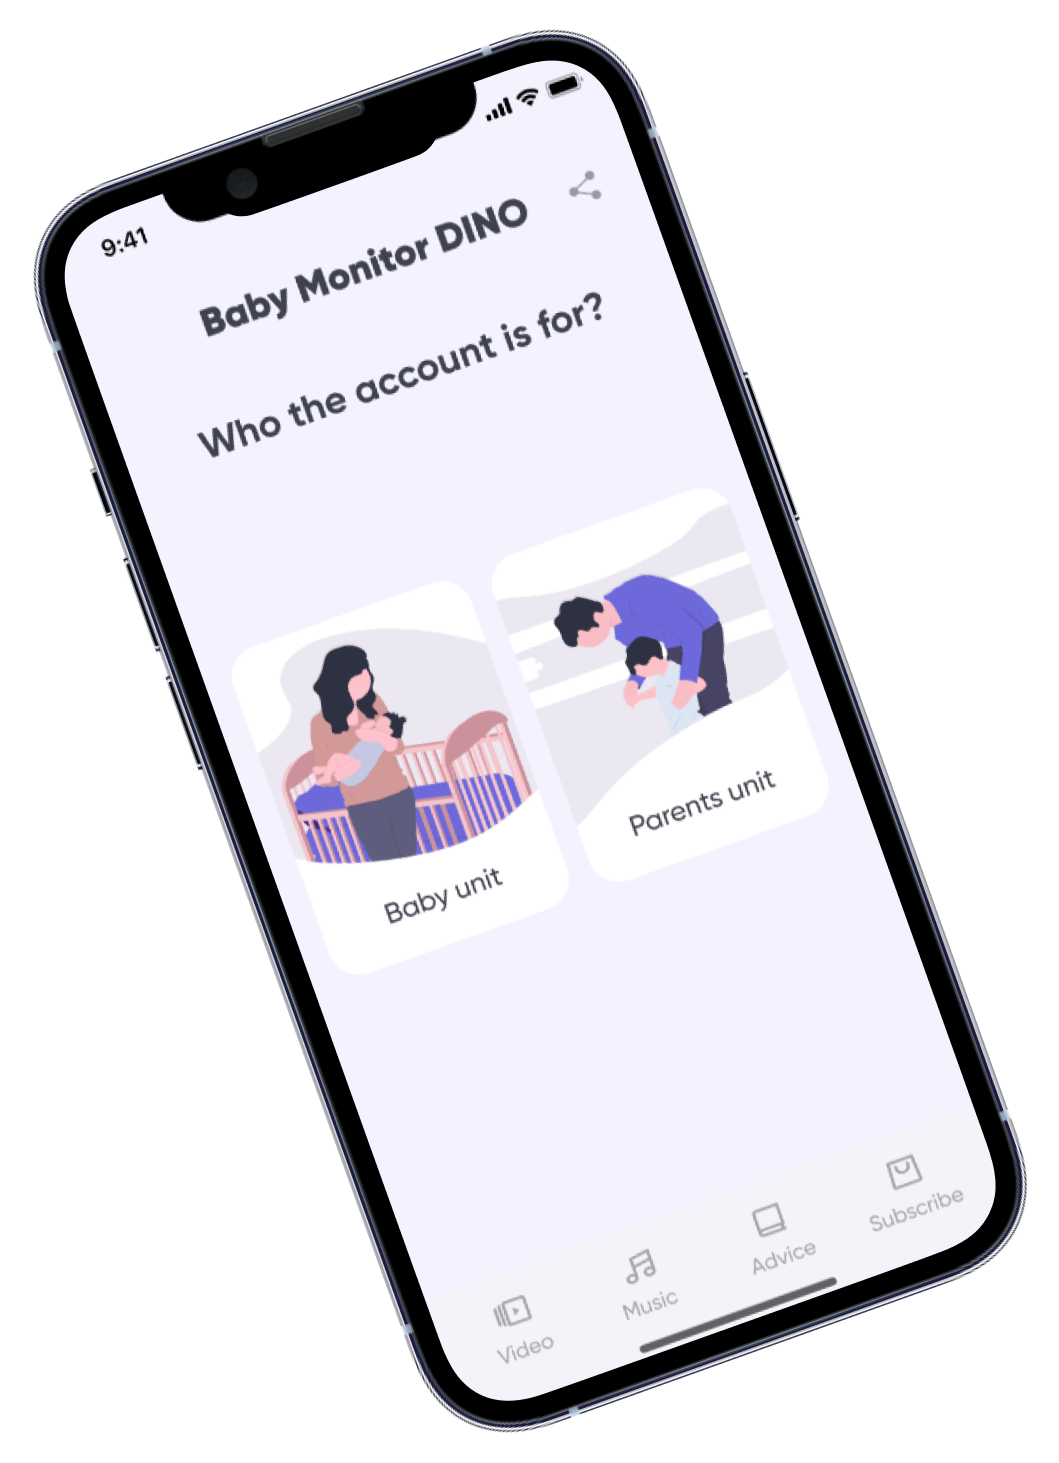 9:41
Baby Monitor DINO
Who the account is for?
Baby unit
Parents unit
Video
Music
Advice
Subscribe